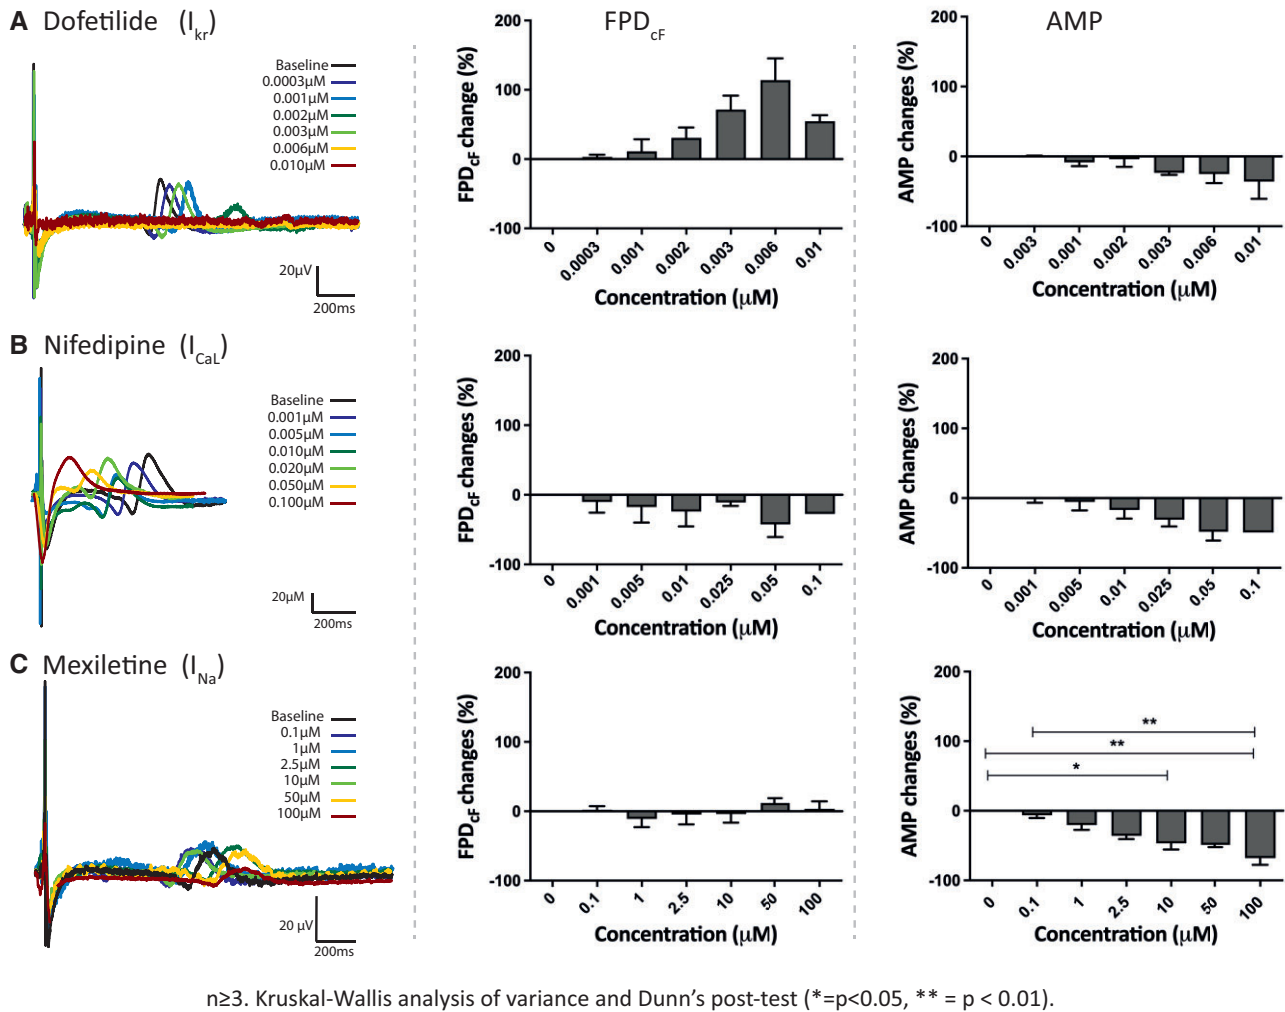 A Dofetilide (Ikr)
FPDcF
AMP
Baseline
0.0003µM
0.001µM
0.002µM
0.003µM
0.006µM
0.010µM
20µV
200ms
FPDcF change (%)
200
100
0
-100
0
0.0003
0.001
0.002
0.003
0.006
0.01
Concentration (µM)
AMP changes (%)
200
100
0
-100
0
0.003
0.001
0.002
0.003
0.006
0.01
Concentration (µM)
B Nifedipine (ICaL)
Baseline
0.001µM
0.005µM
0.010µM
0.020µM
0.050µM
0.100µM
20µM
200ms
FPDcF changes (%)
200
100
0
-100
0
0.001
0.005
0.01
0.025
0.05
0.1
Concentration (µM)
AMP changes (%)
200
100
0
-100
0
0.001
0.005
0.01
0.025
0.05
0.1
Concentration (µM)
C Mexiletine (INa)
Baseline
0.1µM
1µM
2.5µM
10µM
50µM
100µM
20 µV
200ms
FPDcF changes (%)
200
100
0
-100
0
0.1
1
2.5
10
50
100
Concentration (µM)
AMP changes (%)
200
100
0
-100
**
**
*
0
0.1
1
2.5
10
50
100
Concentration (µM)
n≥3. Kruskal-Wallis analysis of variance and Dunn's post-test (*=p<0.05, ** = p < 0.01).